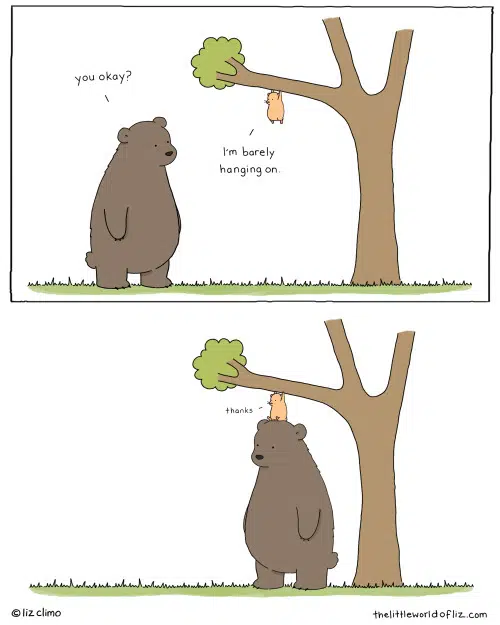 you okay?
I'm barely
hanging on.
thanks
© liz climo
thelittleworldofliz.com